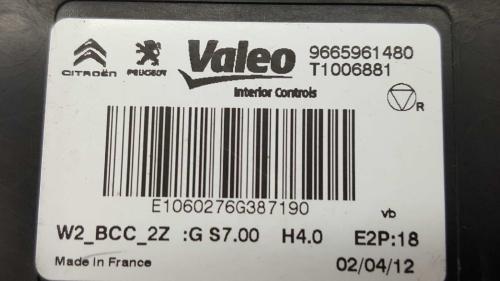 CITROËN PEUGEOT Valeo 9665961480
T1006881
Interior Controls
R
E1060276G387190
vb
W2_BCC_2Z :G S7.00 H4.0 E2P:18
Made in France 02/04/12